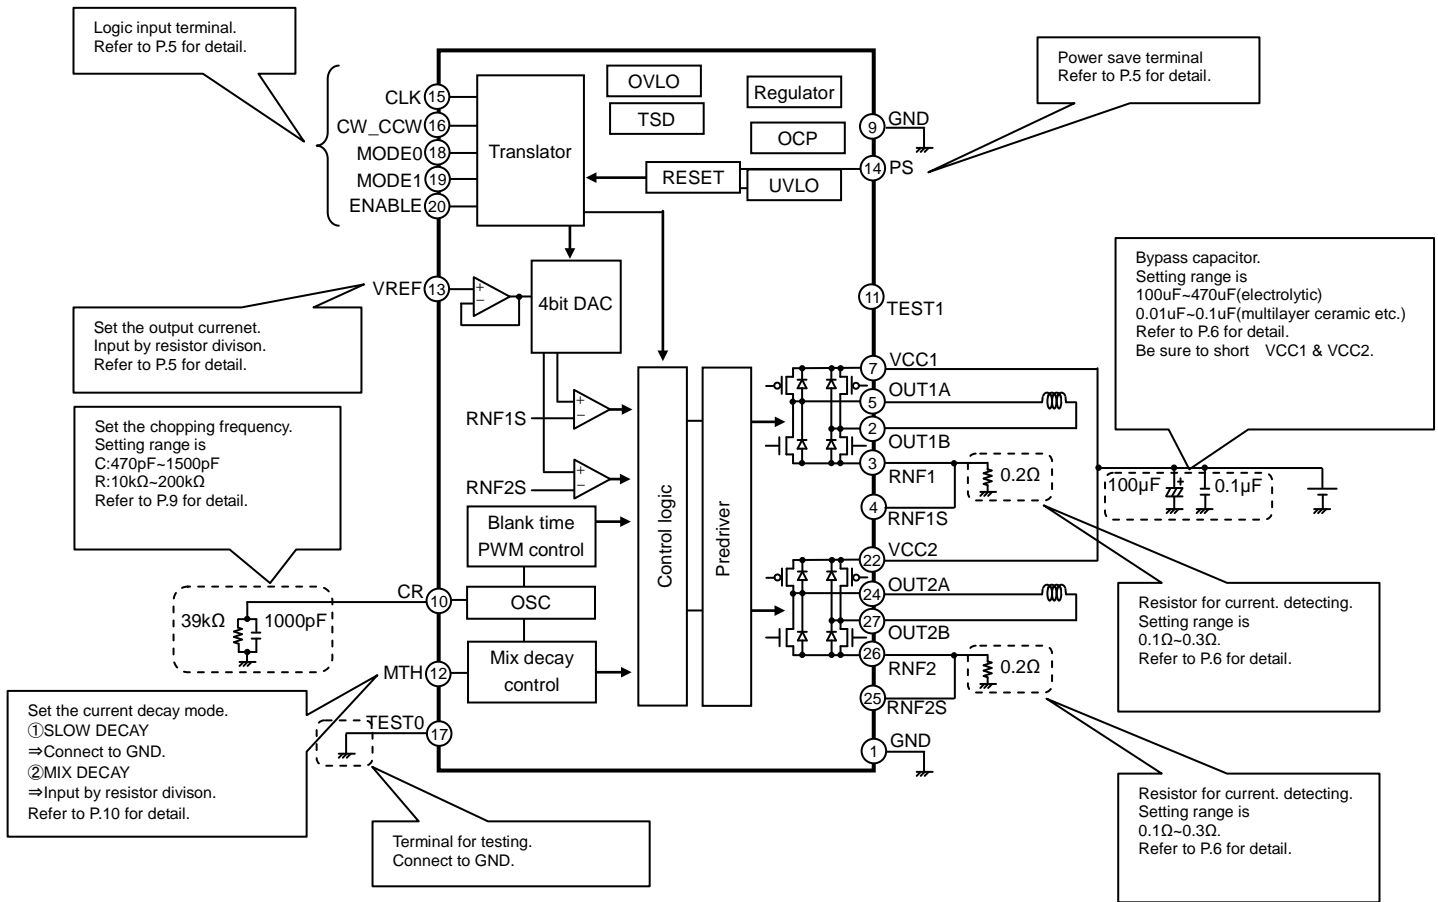 Logic input terminal.
Refer to P.5 for detail.
Power save terminal
Refer to P.5 for detail.
CLK 15
CW_CCW 16
MODE0 18
MODE1 19
ENABLE 20
Translator
OVLO
TSD
Regulator
OCP
RESET
UVLO
9 GND
14 PS
VREF 13
4bit DAC
+
−
11
TEST1
Set the output currenet.
Input by resistor divison.
Refer to P.5 for detail.
Bypass capacitor.
Setting range is
100uF~470uF(electrolytic)
0.01uF~0.1uF(multilayer ceramic etc.)
Refer to P.6 for detail.
Be sure to short VCC1 & VCC2.
Set the chopping frequency.
Setting range is
C:470pF~1500pF
R:10kΩ~200kΩ
Refer to P.9 for detail.
RNF1S
+
−
RNF2S
+
−
Blank time
PWM control
OSC
Mix decay
control
Control logic
Predriver
7 VCC1
5 OUT1A
2
OUT1B
3
RNF1
0.2Ω
4
RNF1S
100µF
+
0.1µF
22 VCC2
24 OUT2A
27
OUT2B
26
RNF2
0.2Ω
25
RNF2S
1 GND
CR 10
39kΩ
1000pF
MTH 12
TEST0
17
Set the current decay mode.
①SLOW DECAY
⇒Connect to GND.
②MIX DECAY
⇒Input by resistor divison.
Refer to P.10 for detail.
Terminal for testing.
Connect to GND.
Resistor for current. detecting.
Setting range is
0.1Ω~0.3Ω.
Refer to P.6 for detail.
Resistor for current. detecting.
Setting range is
0.1Ω~0.3Ω.
Refer to P.6 for detail.